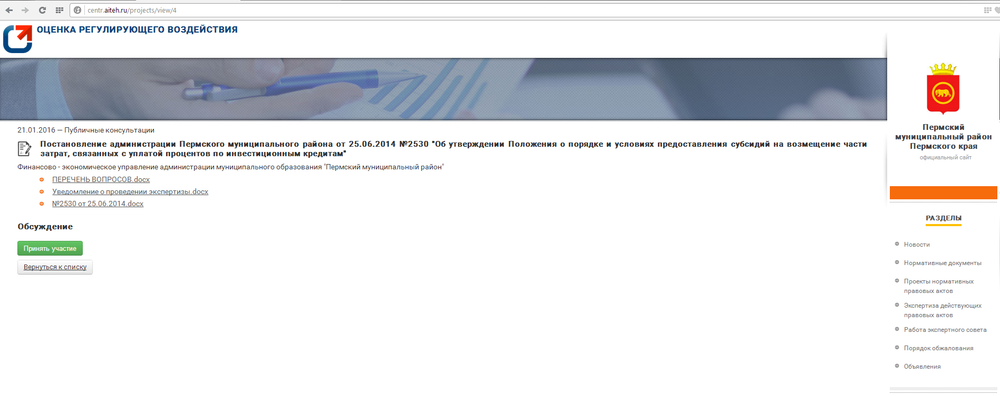 centr.aiteh.ru/projects/view/4
ОЦЕНКА РЕГУЛИРУЮЩЕГО ВОЗДЕЙСТВИЯ
21.01.2016 — Публичные консультации
Постановление администрации Пермского муниципального района от 25.06.2014 №2530 "Об утверждении Положения о порядке и условиях предоставления субсидий на возмещение части
затрат, связанных с уплатой процентов по инвестиционным кредитам"
Финансово - экономическое управление администрации муниципального образования "Пермский муниципальный район"
ПЕРЕЧЕНЬ ВОПРОСОВ.docx
Уведомление о проведении экспертизы.docx
№2530 от 25.06.2014.docx
Обсуждение
Принять участие
Вернуться к списку
Пермский
муниципальный район
Пермского края
официальный сайт
РАЗДЕЛЫ
Новости
Нормативные документы
Проекты нормативных
правовых актов
Экспертиза действующих
правовых актов
Работа экспертного совета
Порядок обжалования
Объявления